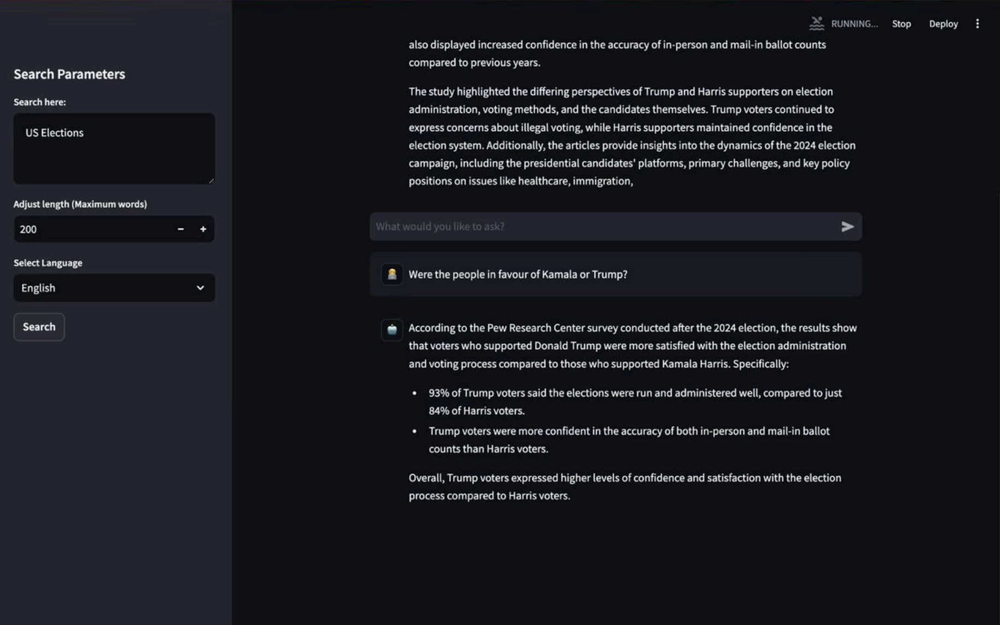 RUNNING...
Stop
Deploy
Search Parameters
Search here:
US Elections
Adjust length (Maximum words)
200
Select Language
English
Search
also displayed increased confidence in the accuracy of in-person and mail-in ballot counts
compared to previous years.
The study highlighted the differing perspectives of Trump and Harris supporters on election
administration, voting methods, and the candidates themselves. Trump voters continued to
express concerns about illegal voting, while Harris supporters maintained confidence in the
election system. Additionally, the articles provide insights into the dynamics of the 2024 election
campaign, including the presidential candidates' platforms, primary challenges, and key policy
positions on issues like healthcare, immigration,
What would you like to ask?
Were the people in favour of Kamala or Trump?
According to the Pew Research Center survey conducted after the 2024 election, the results show
that voters who supported Donald Trump were more satisfied with the election administration
and voting process compared to those who supported Kamala Harris. Specifically:
• 93% of Trump voters said the elections were run and administered well, compared to just
84% of Harris voters.
• Trump voters were more confident in the accuracy of both in-person and mail-in ballot
counts than Harris voters.
Overall, Trump voters expressed higher levels of confidence and satisfaction with the election
process compared to Harris voters.